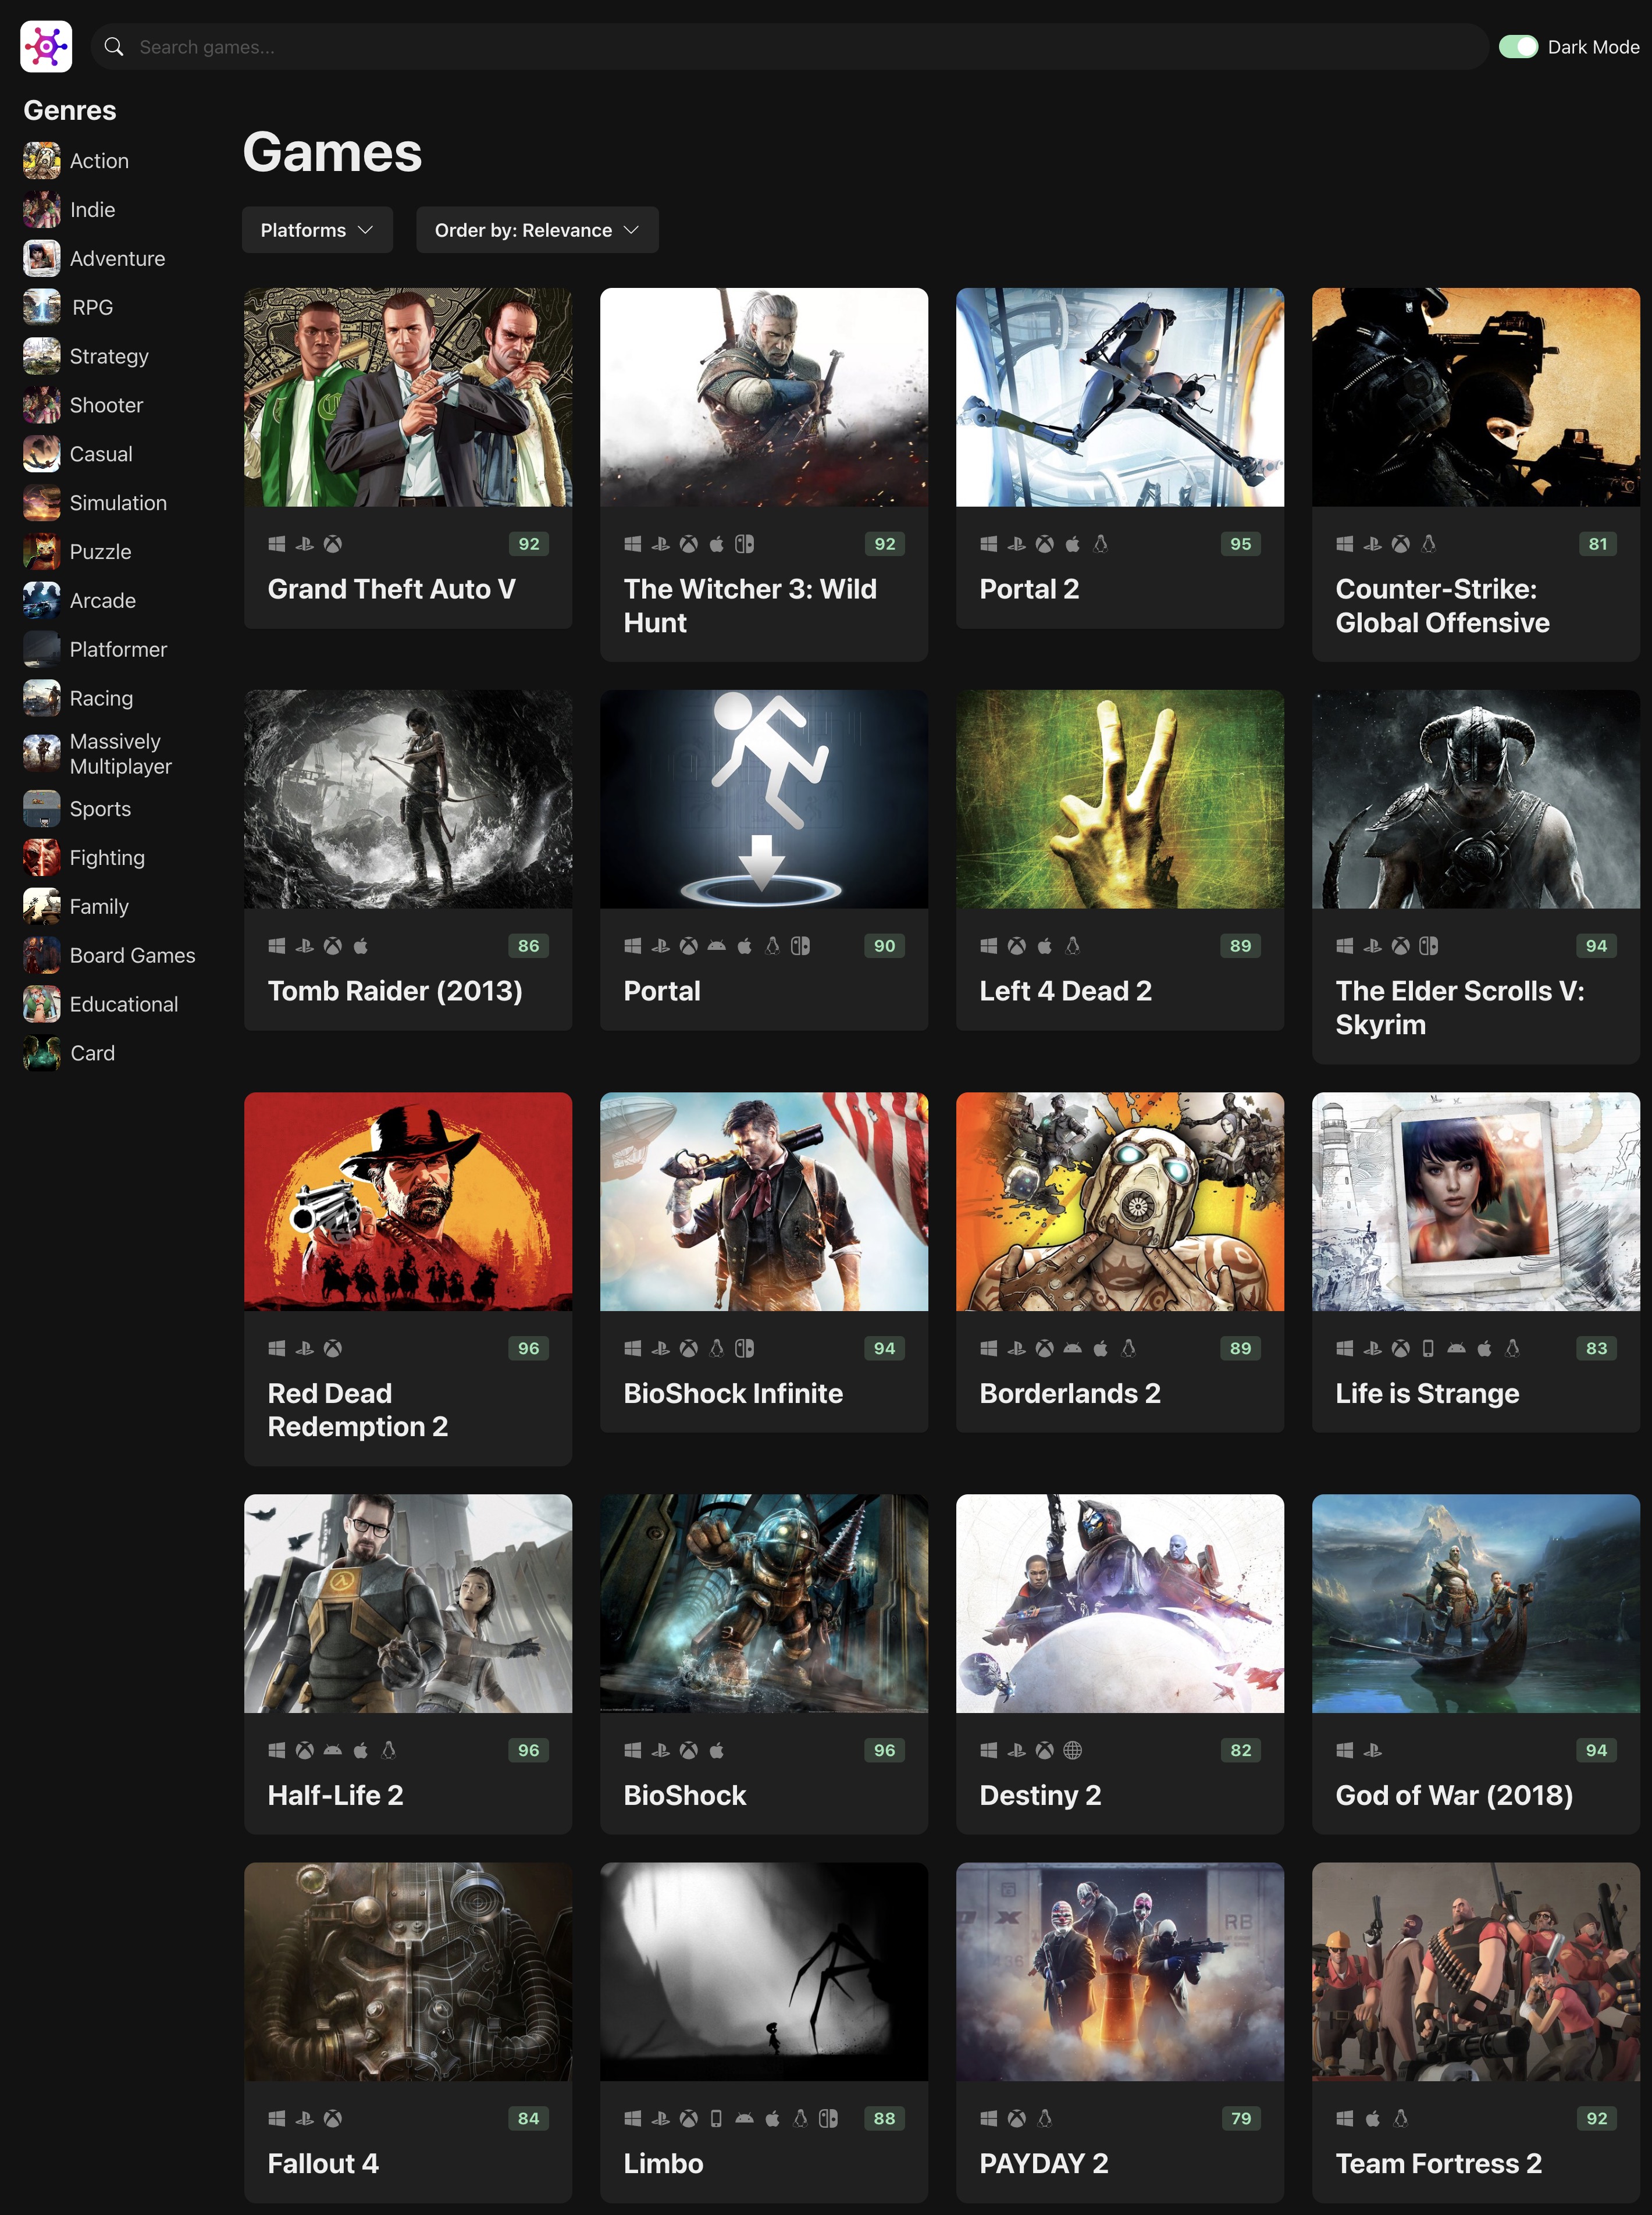 Search games...
Dark Mode
Genres
Action
Indie
Adventure
RPG
Strategy
Shooter
Casual
Simulation
Puzzle
Arcade
Platformer
Racing
Massively
Multiplayer
Sports
Fighting
Family
Board Games
Educational
Card
Games
Platforms
Order by: Relevance
92
Grand Theft Auto V
92
The Witcher 3: Wild
Hunt
95
Portal 2
81
Counter-Strike:
Global Offensive
86
Tomb Raider (2013)
90
Portal
89
Left 4 Dead 2
94
The Elder Scrolls V:
Skyrim
96
Red Dead
Redemption 2
94
BioShock Infinite
89
Borderlands 2
83
Life is Strange
96
Half-Life 2
96
BioShock
82
Destiny 2
94
God of War (2018)
84
Fallout 4
88
Limbo
RB
79
PAYDAY 2
92
Team Fortress 2